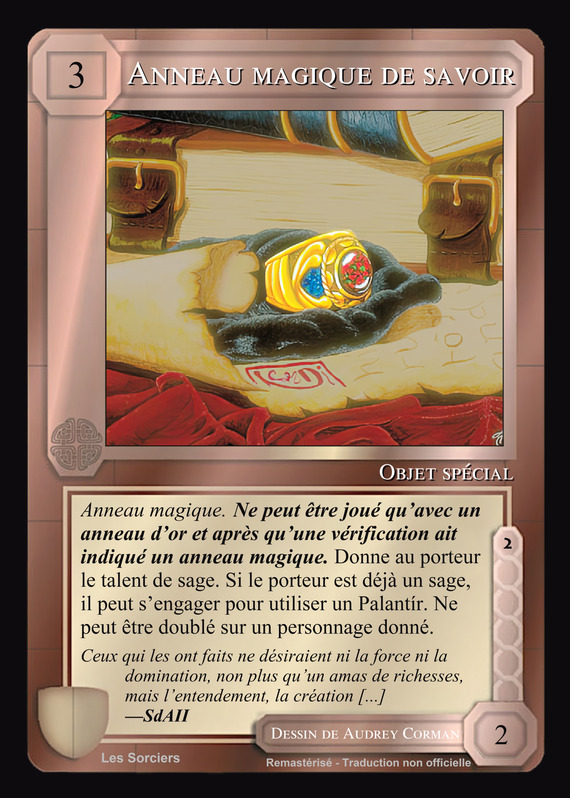 3
Anneau magique de savoir
Objet spécial
Anneau magique. Ne peut être joué qu'avec un
anneau d'or et après qu'une vérification ait
indiqué un anneau magique. Donne au porteur
le talent de sage. Si le porteur est déjà un sage,
il peut s'engager pour utiliser un Palantír. Ne
peut être doublé sur un personnage donné.
2
Ceux qui les ont faits ne désiraient ni la force ni la
domination, non plus qu'un amas de richesses,
mais l'entendement, la création [...]
—SdAII
Dessin de Audrey Corman
2
Les Sorciers
Remastérisé - Traduction non officielle